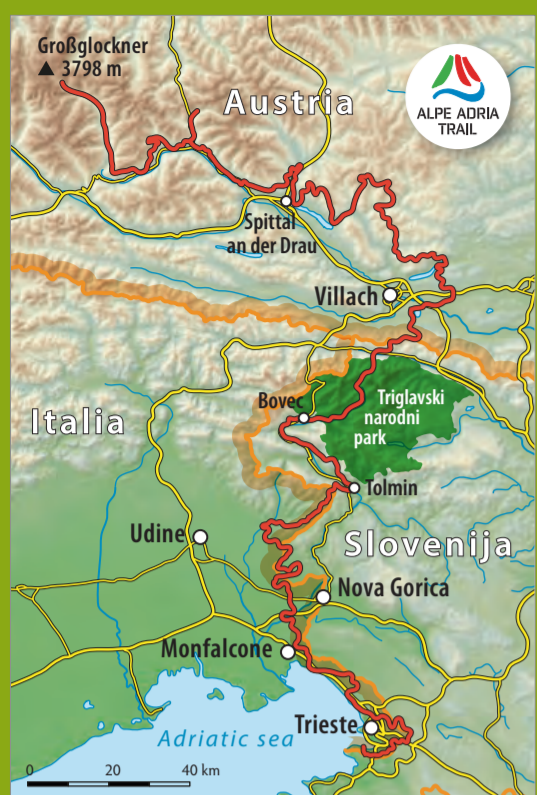 Großglockner
▲ 3798 m
Austria
ALPE ADRIA
TRAIL
Spittal
an der Drau
Villach
Italia
Bovec
Triglavski
narodni
park
Tolmin
Udine
Slovenija
Nova Gorica
Monfalcone
Trieste
Adriatic sea
0 20 40 km